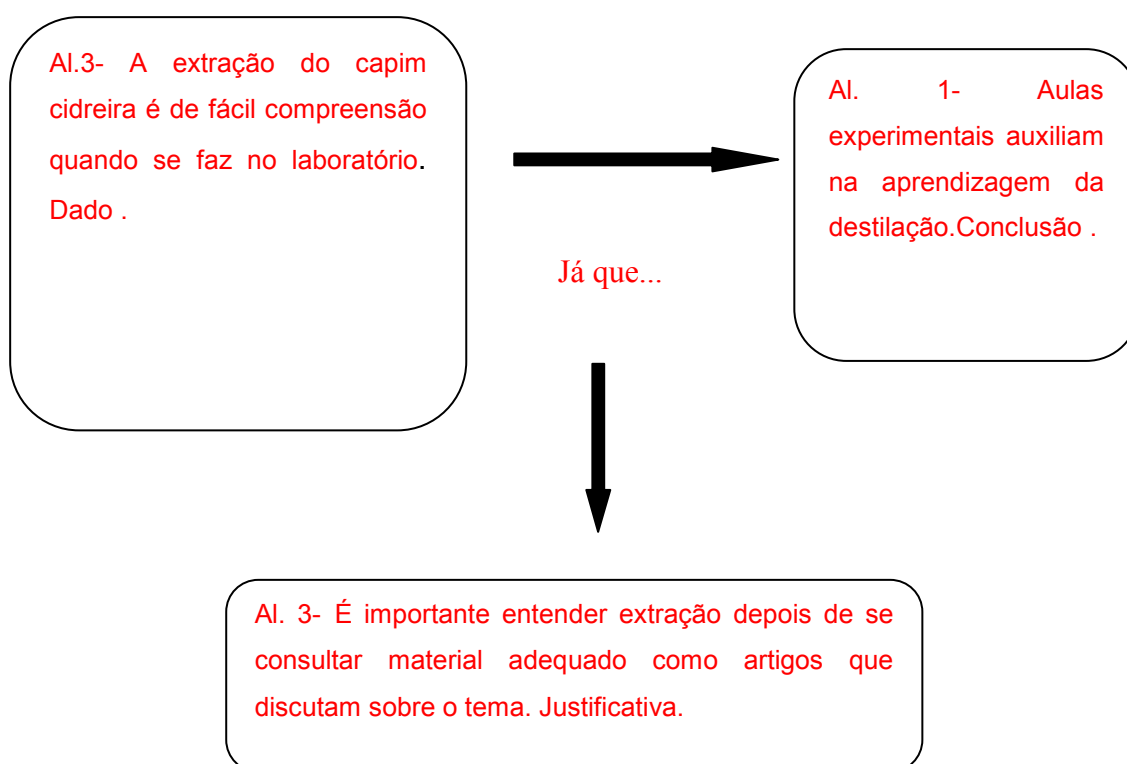 Al.3- A extração do capim
cidreira é de fácil compreensão
quando se faz no laboratório.
Dado .
Al. 1- Aulas
experimentais auxiliam
na aprendizagem da
destilação.Conclusão .
Já que...
Al. 3- É importante entender extração depois de se
consultar material adequado como artigos que
discutam sobre o tema. Justificativa.